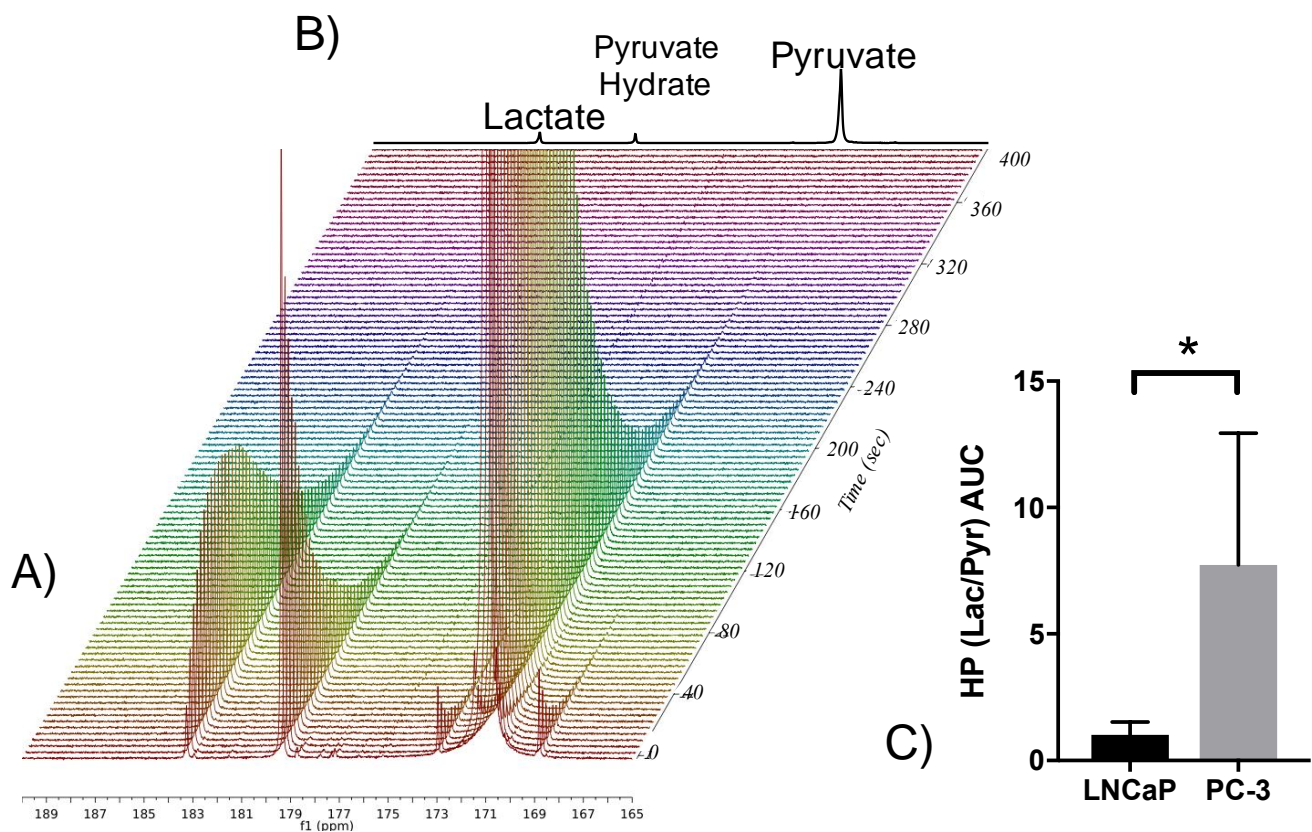 B)
Pyruvate
Hydrate
Pyruvate
Lactate
400
360
320
280
240
200
160
120
80
40
0
Time (sec)
A)
189 187 185 183 181 179 177 175 173 171 169 167 165
f1 (ppm)
*
15
10
5
0
HP (Lac/Pyr) AUC
C)
LNCaP PC-3